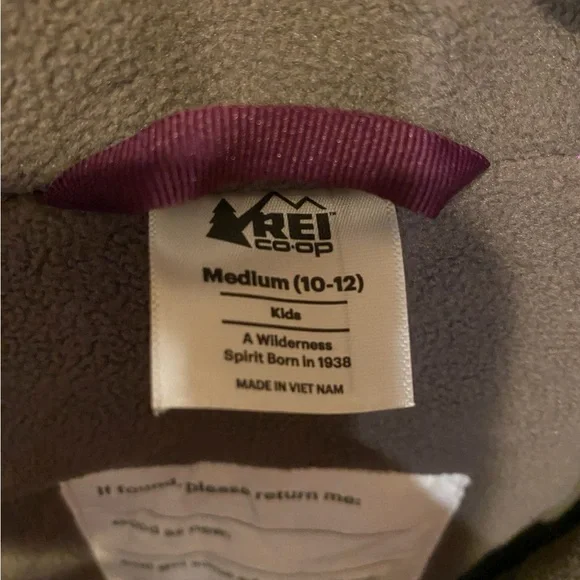 REI™
CO·OP
Medium (10-12)
Kids
A Wilderness
Spirit Born in 1938
MADE IN VIET NAM
If found, please return me: